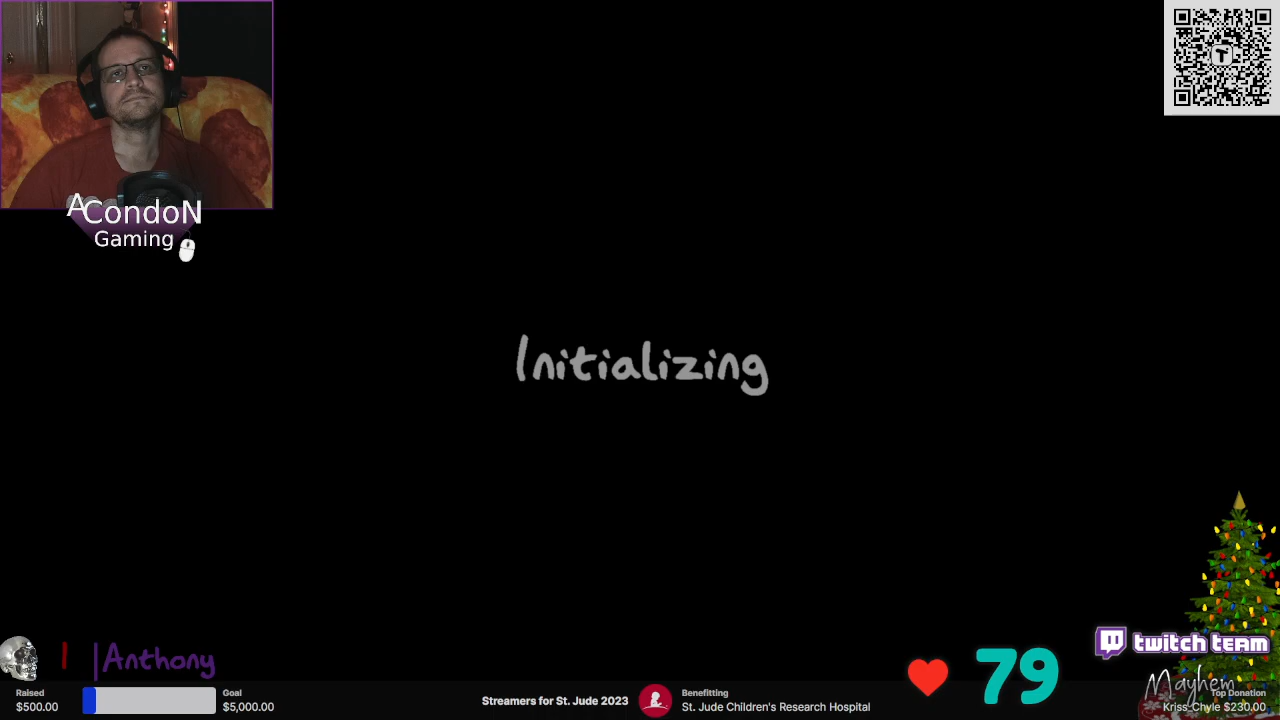 ACondoN
Gaming
Initializing
| |Anthony
twitch team
Mayhem
Raised
$500.00
Goal
$5,000.00
Streamers for St. Jude 2023
Benefitting
St. Jude Children's Research Hospital
79
Top Donation
Kriss_Chyle $230.00